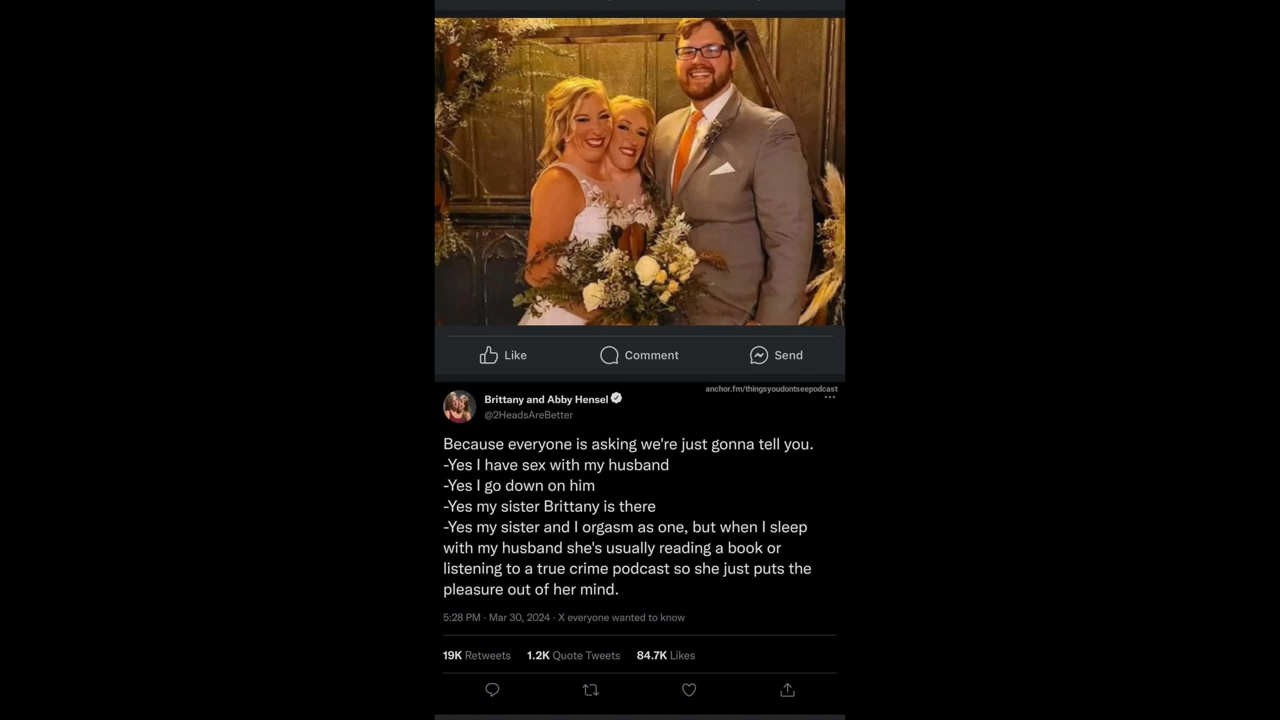 Like
Comment
Send
anchor.fm/thingsyoudontseepodcast
Brittany and Abby Hensel
@2HeadsAreBetter
Because everyone is asking we're just gonna tell you.
-Yes I have sex with my husband
-Yes I go down on him
-Yes my sister Brittany is there
-Yes my sister and I orgasm as one, but when I sleep
with my husband she's usually reading a book or
listening to a true crime podcast so she just puts the
pleasure out of her mind.
5:28 PM · Mar 30, 2024 · X everyone wanted to know
19K Retweets 1.2K Quote Tweets 84.7K Likes